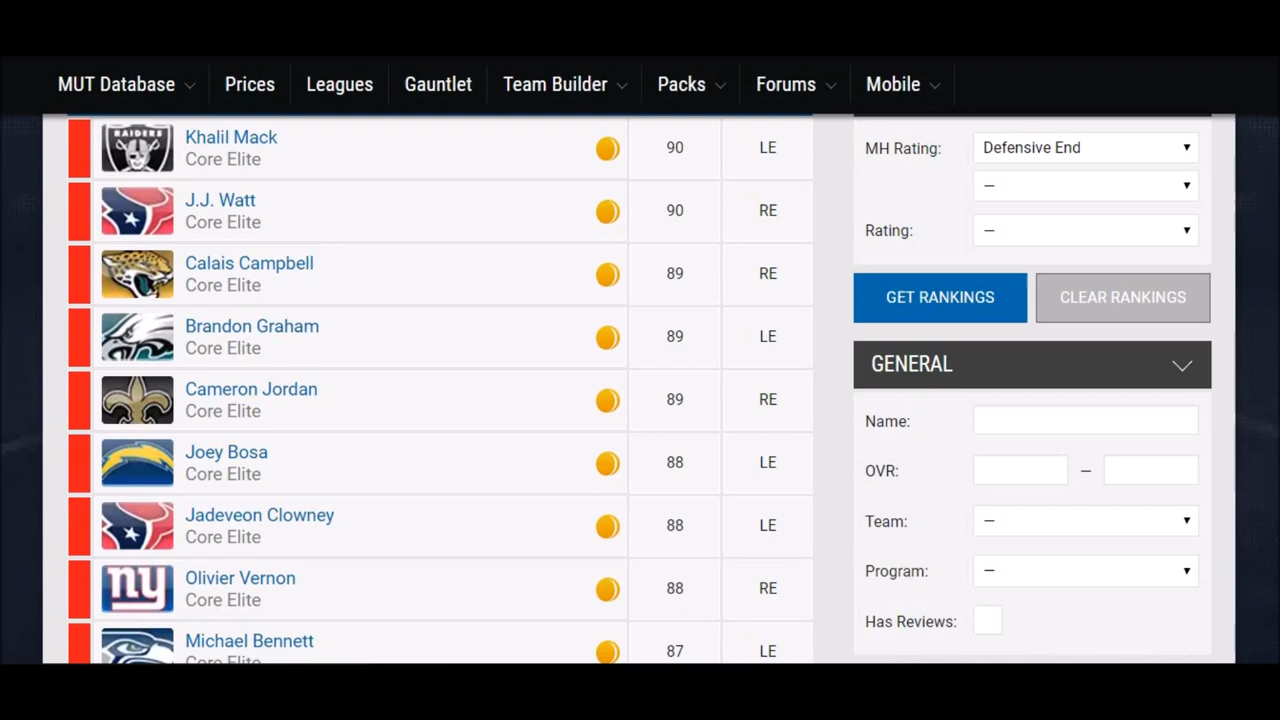 MUT Database
Prices
Leagues
Gauntlet
Team Builder
Packs
Forums
Mobile
RAIDERS
Khalil Mack
Core Elite
90
LE
J.J. Watt
Core Elite
90
RE
Calais Campbell
Core Elite
89
RE
Brandon Graham
Core Elite
89
LE
Cameron Jordan
Core Elite
89
RE
Joey Bosa
Core Elite
88
LE
Jadeveon Clowney
Core Elite
88
LE
ny
Olivier Vernon
Core Elite
88
RE
Michael Bennett
Core Elite
87
LE
MH Rating:
Defensive End
—
Rating:
—
GET RANKINGS
CLEAR RANKINGS
GENERAL
Name:
OVR:
—
Team:
—
Program:
—
Has Reviews: